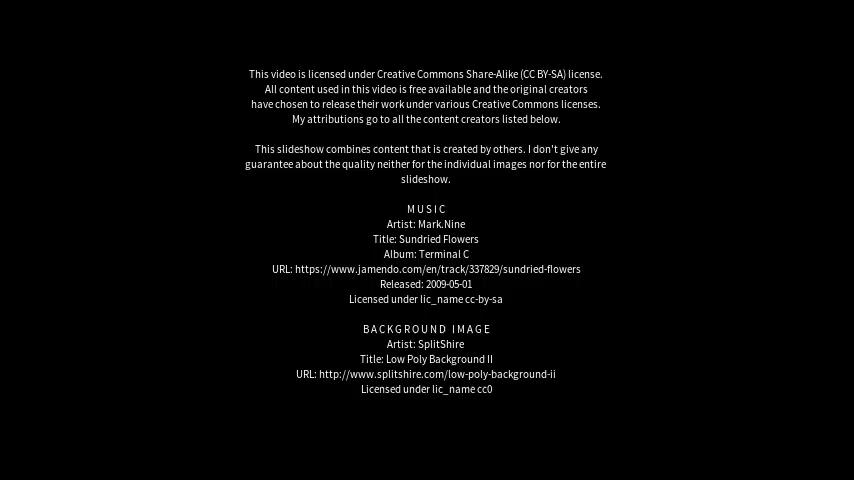 This video is licensed under Creative Commons Share-Alike (CC BY-SA) license.
All content used in this video is free available and the original creators
have chosen to release their work under various Creative Commons licenses.
My attributions go to all the content creators listed below.
This slideshow combines content that is created by others. I don't give any
guarantee about the quality neither for the individual images nor for the entire
slideshow.
MUSIC
Artist: Mark.Nine
Title: Sundried Flowers
Album: Terminal C
URL: https://www.jamendo.com/en/track/337829/sundried-flowers
Released: 2009-05-01
Licensed under lic_name cc-by-sa
BACKGROUND IMAGE
Artist: SplitShire
Title: Low Poly Background II
URL: http://www.splitshire.com/low-poly-background-ii
Licensed under lic_name cc0